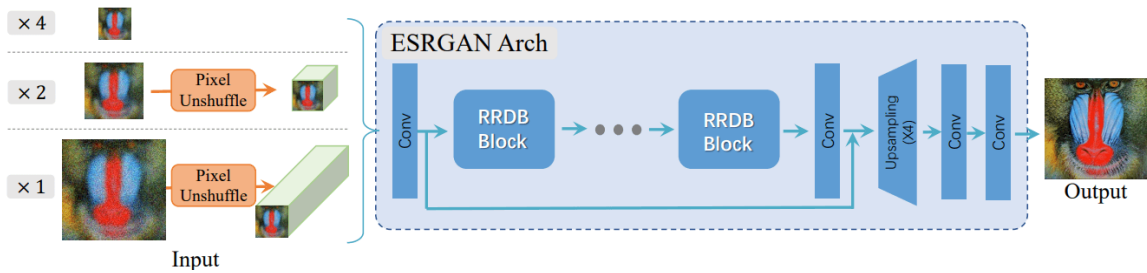 × 4
× 2
Pixel
Unshuffle
× 1
Pixel
Unshuffle
Input
ESRGAN Arch
Conv
RRDB
Block
RRDB
Block
Conv
Upsampling
(X4)
Conv
Conv
Output